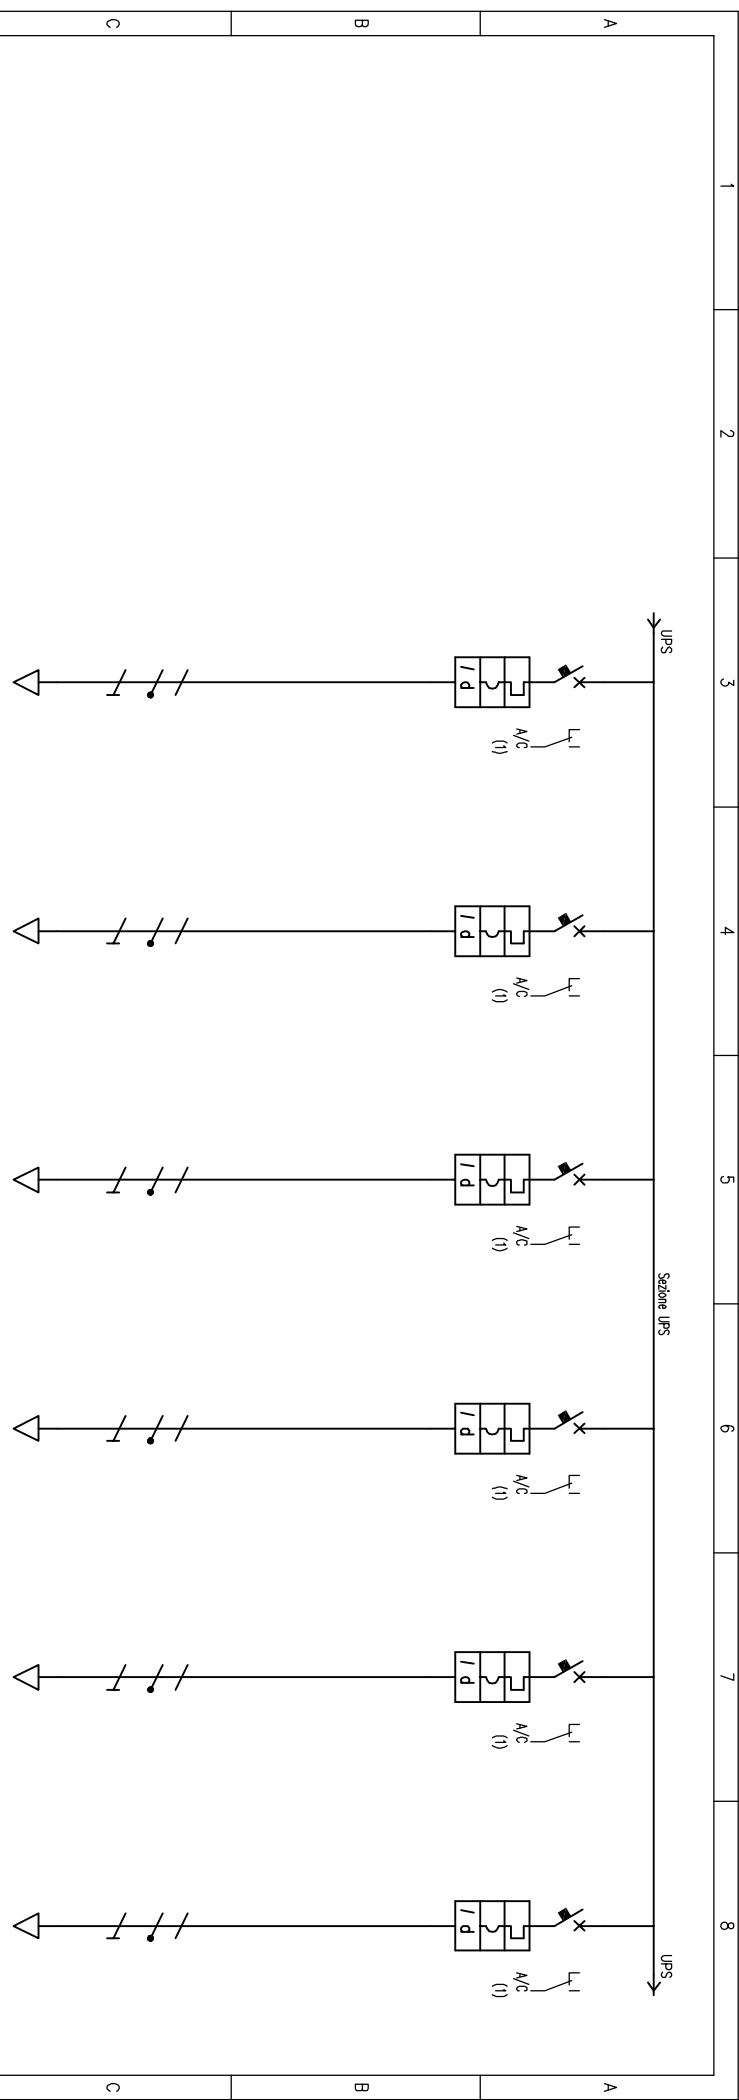 1 2 3 4 5 6 7 8
A A
UPS Sezione UPS UPS
A/C A/C A/C A/C A/C A/C
(1) (1) (1) (1) (1) (1)
I d I d I d I d I d I d
B B
C C